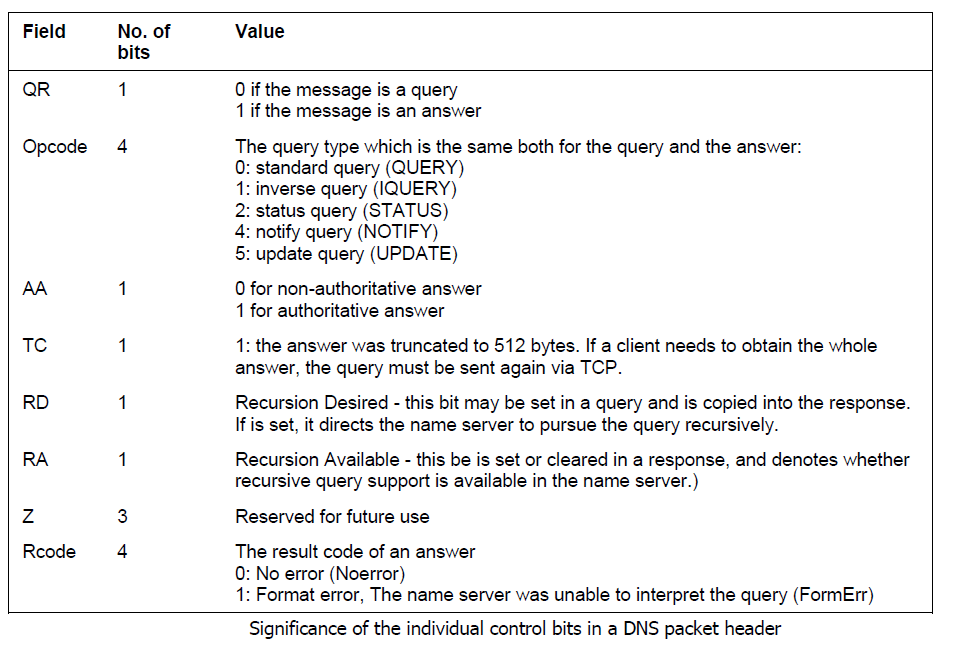 Field No. of bits Value
QR 1 0 if the message is a query
1 if the message is an answer
Opcode 4 The query type which is the same both for the query and the answer:
0: standard query (QUERY)
1: inverse query (IQUERY)
2: status query (STATUS)
4: notify query (NOTIFY)
5: update query (UPDATE)
AA 1 0 for non-authoritative answer
1 for authoritative answer
TC 1 1: the answer was truncated to 512 bytes. If a client needs to obtain the whole
answer, the query must be sent again via TCP.
RD 1 Recursion Desired - this bit may be set in a query and is copied into the response.
If is set, it directs the name server to pursue the query recursively.
RA 1 Recursion Available - this be is set or cleared in a response, and denotes whether
recursive query support is available in the name server.)
Z 3 Reserved for future use
Rcode 4 The result code of an answer
0: No error (Noerror)
1: Format error, The name server was unable to interpret the query (FormErr)
Significance of the individual control bits in a DNS packet header